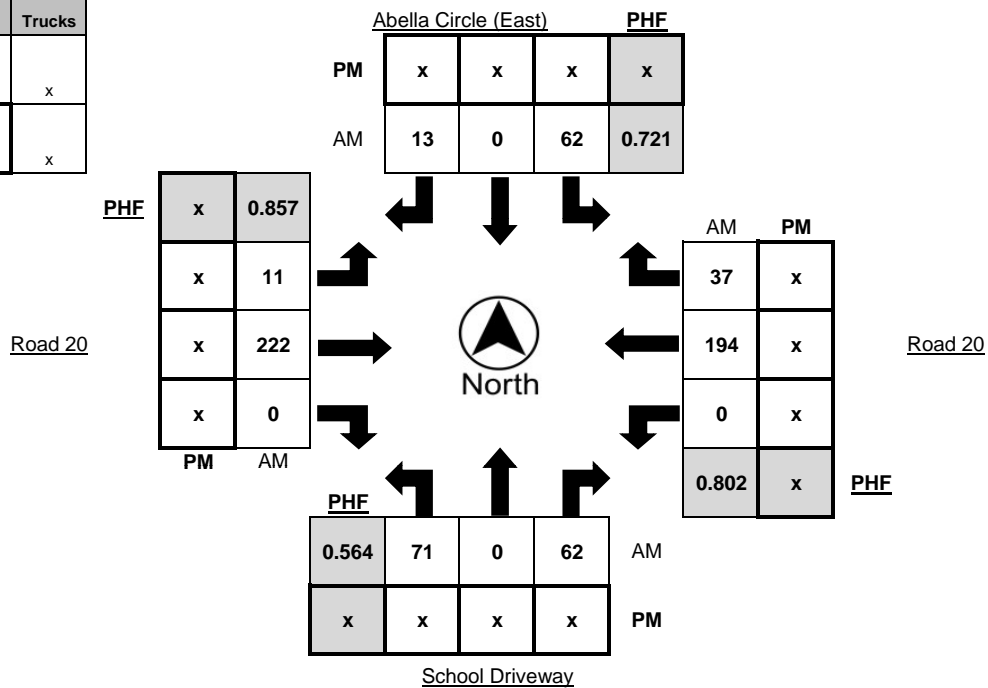 Trucks
x
x
Abella Circle (East) PHF
PM x x x x
AM 13 0 62 0.721
PHF x 0.857
x 11
Road 20 x 222
x 0
PM AM
North
AM PM
37 x
194 x Road 20
0 x
0.802 x PHF
PHF
0.564 71 0 62 AM
x x x x PM
School Driveway